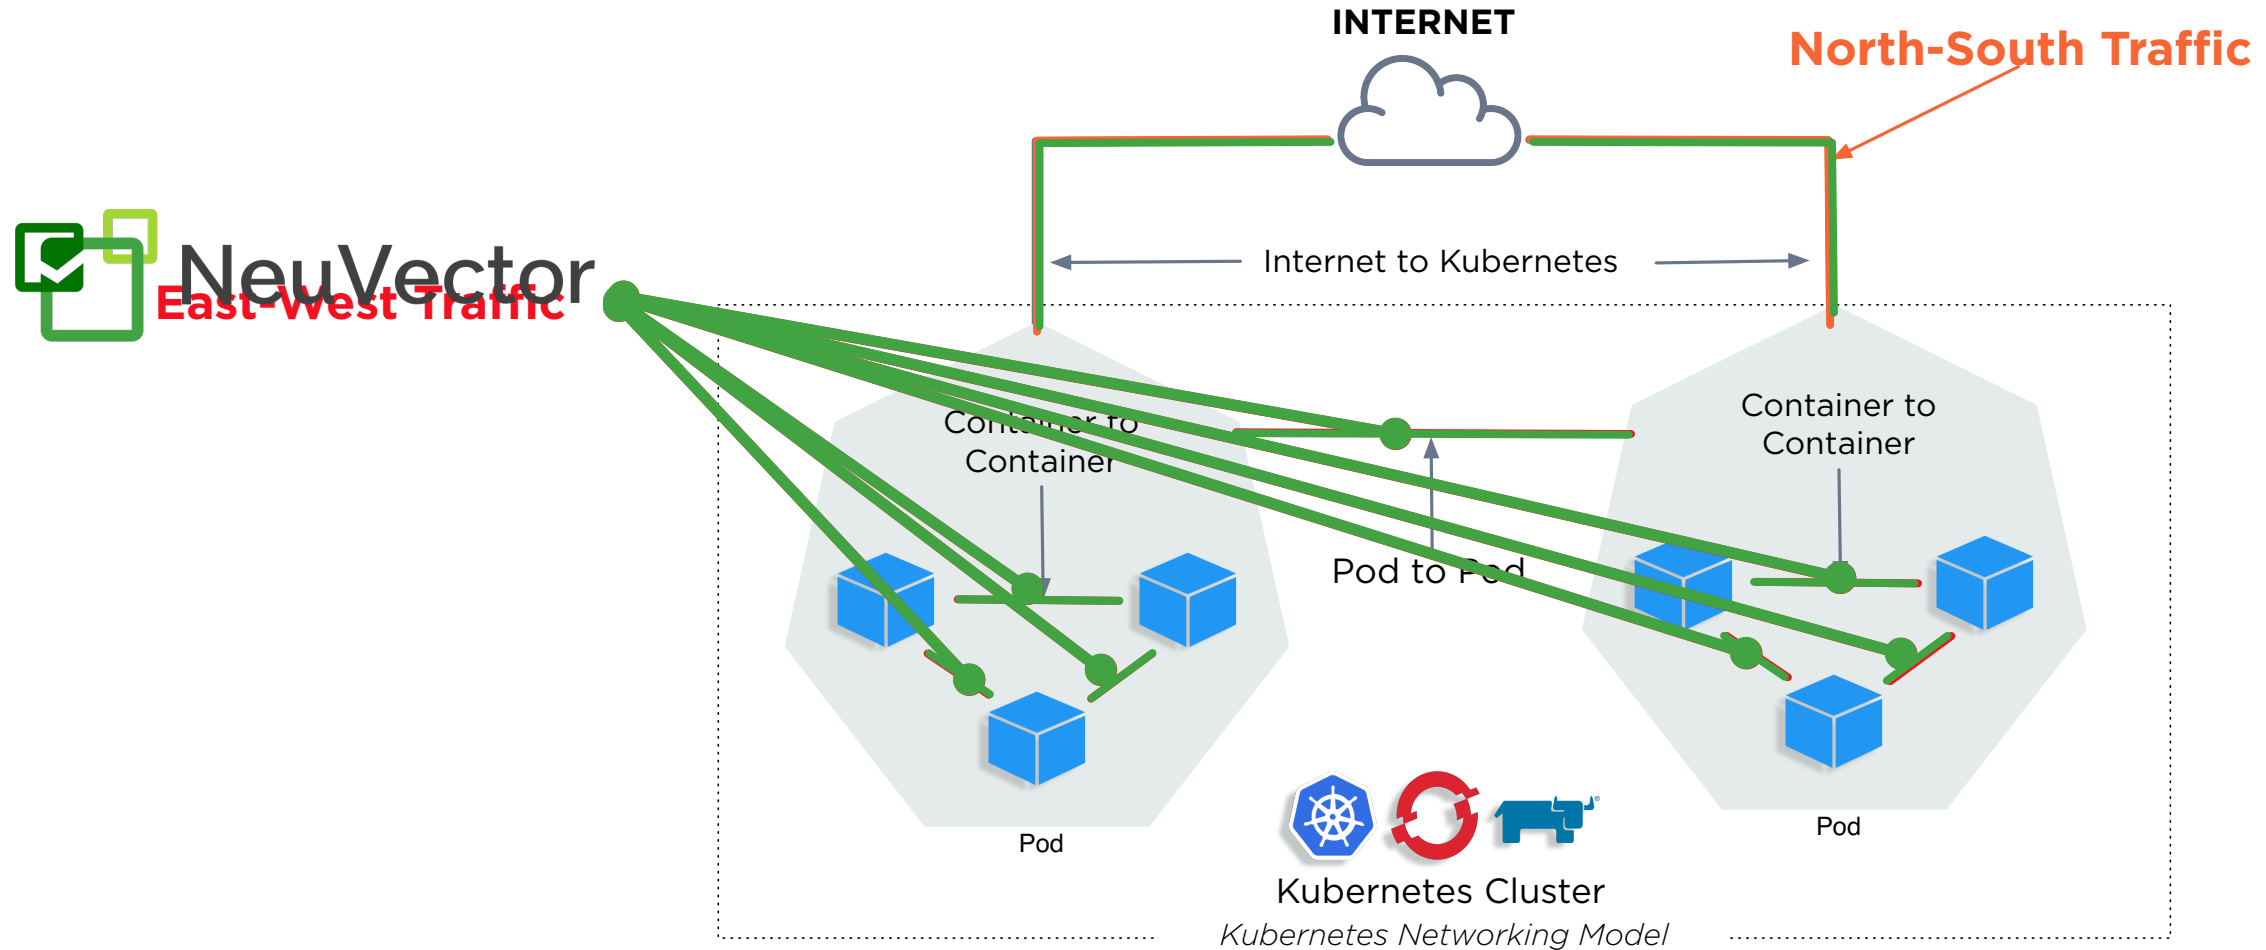 INTERNET
North-South Traffic
NeuVector
East-West Traffic
Internet to Kubernetes
Container to
Container
Container to
Container
Pod to Pod
Pod
Pod
®
Kubernetes Cluster
Kubernetes Networking Model